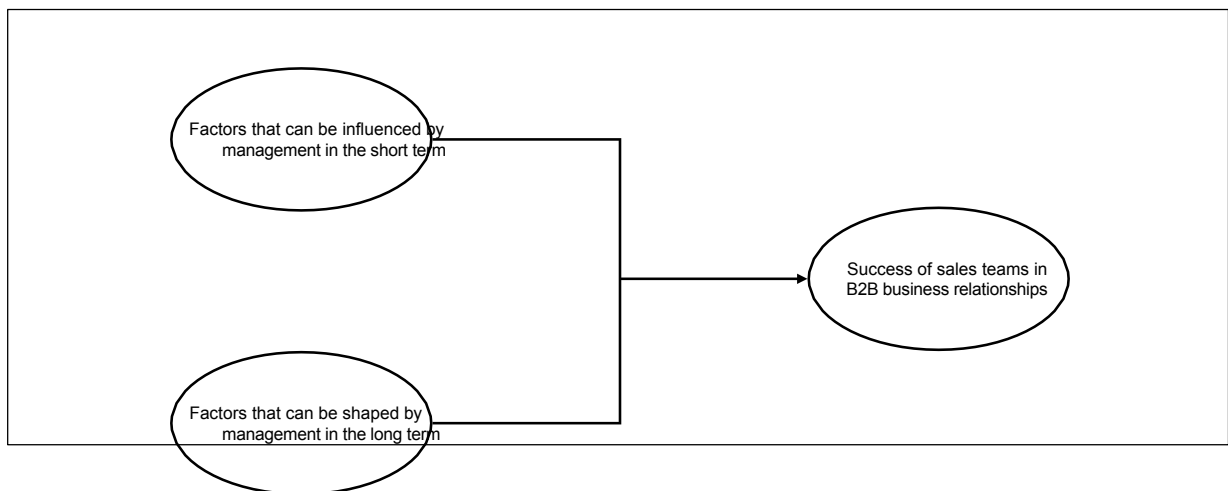 Factors that can be influenced by
management in the short term
Success of sales teams in
B2B business relationships
Factors that can be shaped by
management in the long term